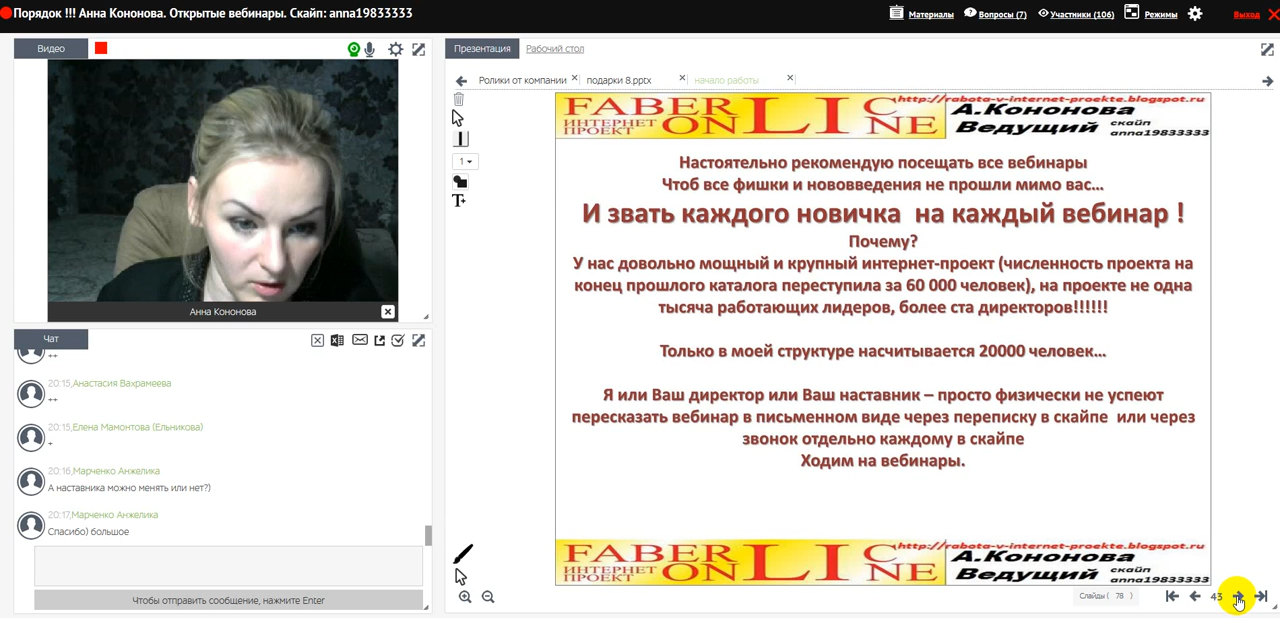 Порядок !!! Анна Кононова. Открытые вебинары. Скайп: anna19833333
Материалы
Вопросы (7)
Участники (106)
Режимы
Выход
Видео
Анна Кононова
Чат
++
20:15,Анастасия Вахрамеева
++
20:15,Елена Мамонтова (Ельникова)
+
20:16,Марченко Анжелика
А наставника можно менять или нет?)
20:17,Марченко Анжелика
Спасибо) большое
Чтобы отправить сообщение, нажмите Enter
Презентация
Рабочий стол
Ролики от компании
подарки 8.pptx
начало работы
1
T+
FABER ONLINE
ИНТЕРНЕТ
ПРОЕКТ
http://rabota-v-internet-proekte.blogspot.ru
А.Кононова
Ведущий
скайп
anna19833333
Настоятельно рекомендую посещать все вебинары
Чтоб все фишки и нововведения не прошли мимо вас...
И звать каждого новичка на каждый вебинар !
Почему?
У нас довольно мощный и крупный интернет-проект (численность проекта на
конец прошлого каталога переступила за 60 000 человек), на проекте не одна
тысяча работающих лидеров, более ста директоров!!!!!!
Только в моей структуре насчитывается 20000 человек...
Я или Ваш директор или Ваш наставник – просто физически не успеют
пересказать вебинар в письменном виде через переписку в скайпе или через
звонок отдельно каждому в скайпе
Ходим на вебинары.
FABER ONLINE
ИНТЕРНЕТ
ПРОЕКТ
http://rabota-v-internet-proekte.blogspot.ru
А.Кононова
Ведущий
скайп
anna19833333
Слайды ( 78 )
43